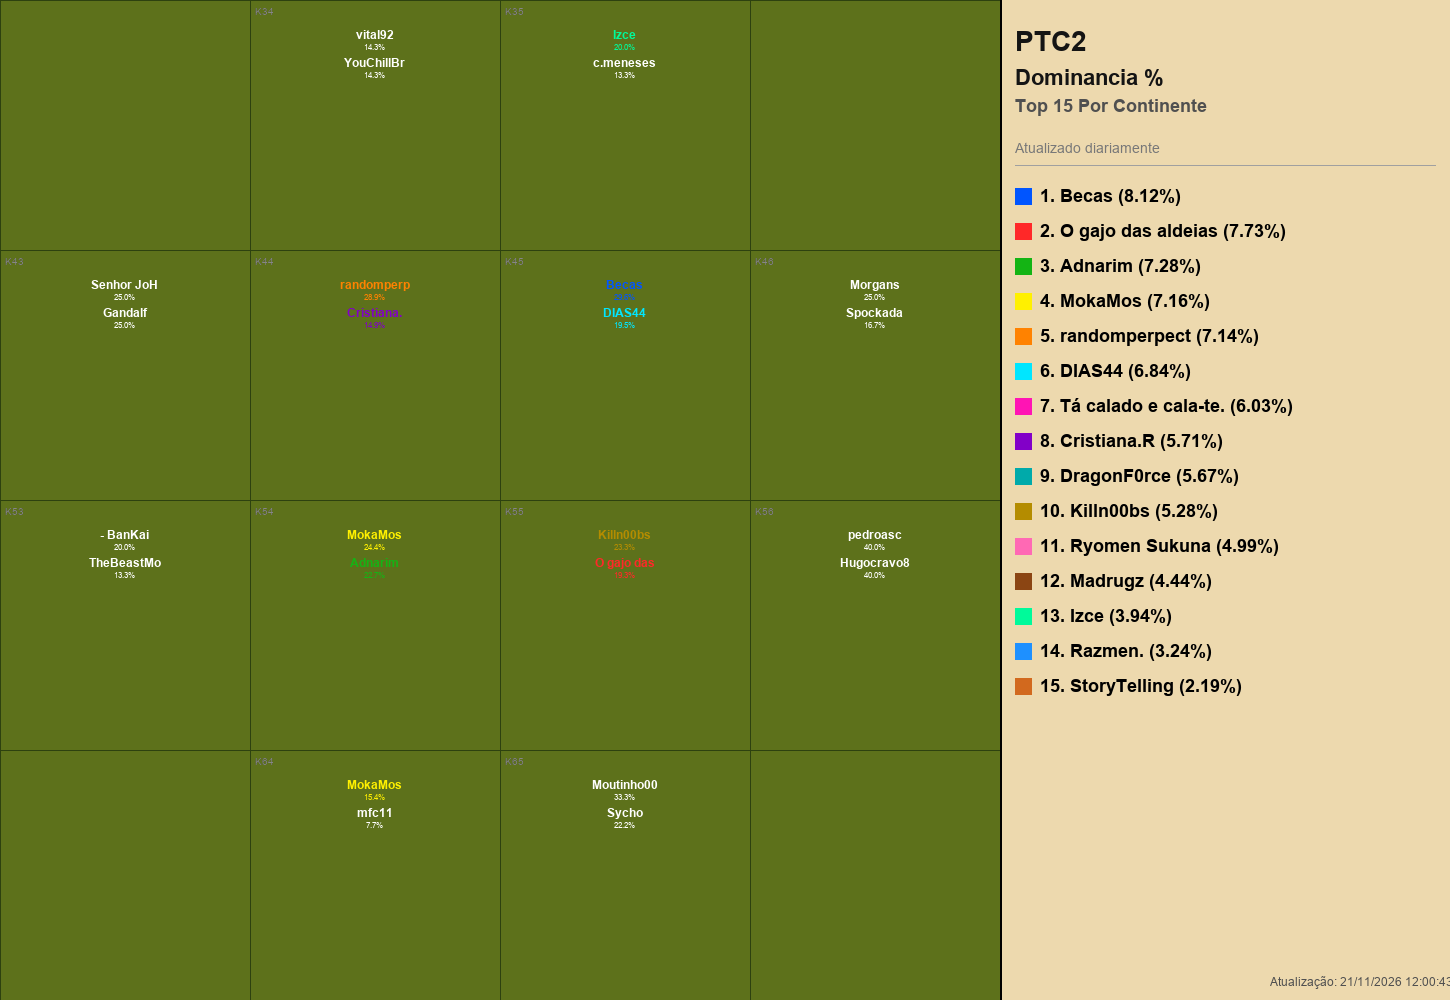 K34
vital92
14.3%
YouChillBr
14.3%
K35
Izce
20.0%
c.meneses
13.3%
K43
Senhor JoH
25.0%
Gandalf
25.0%
K44
randomperp
28.9%
Cristiana.
14.9%
K45
Becas
DIAS44
19.5%
K46
Morgans
25.0%
Spockada
16.7%
K53
- BanKai
20.0%
TheBeastMo
13.3%
K54
MokaMos
24.4%
Adnarim
K55
KilIn00bs
23.3%
O gajo das
K56
pedroasc
40.0%
Hugocravo8
40.0%
K64
MokaMos
15.4%
mfc11
7.7%
K65
Moutinho00
33.3%
Sycho
22.2%
PTC2
Dominancia %
Top 15 Por Continente
Atualizado diariamente
1. Becas (8.12%)
2. O gajo das aldeias (7.73%)
3. Adnarim (7.28%)
4. MokaMos (7.16%)
5. randomperpect (7.14%)
6. DIAS44 (6.84%)
7. Tá calado e cala-te. (6.03%)
8. Cristiana.R (5.71%)
9. DragonF0rce (5.67%)
10. KilIn00bs (5.28%)
11. Ryomen Sukuna (4.99%)
12. Madrugz (4.44%)
13. Izce (3.94%)
14. Razmen. (3.24%)
15. StoryTelling (2.19%)
Atualização: 21/11/2026 12:00:43